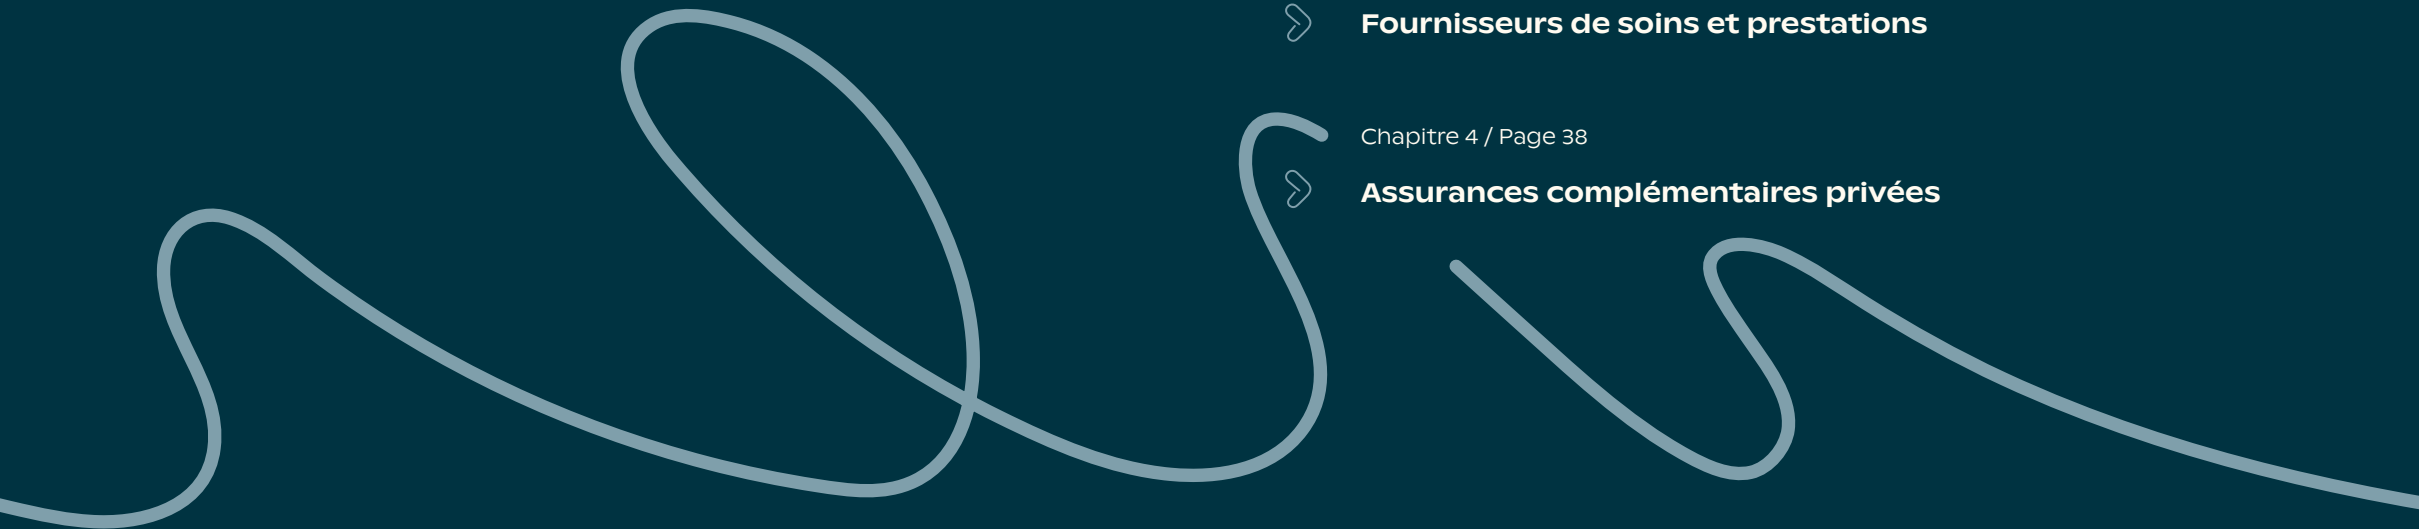 Fournisseurs de soins et prestations
Chapitre 4 / Page 38
Assurances complémentaires privées